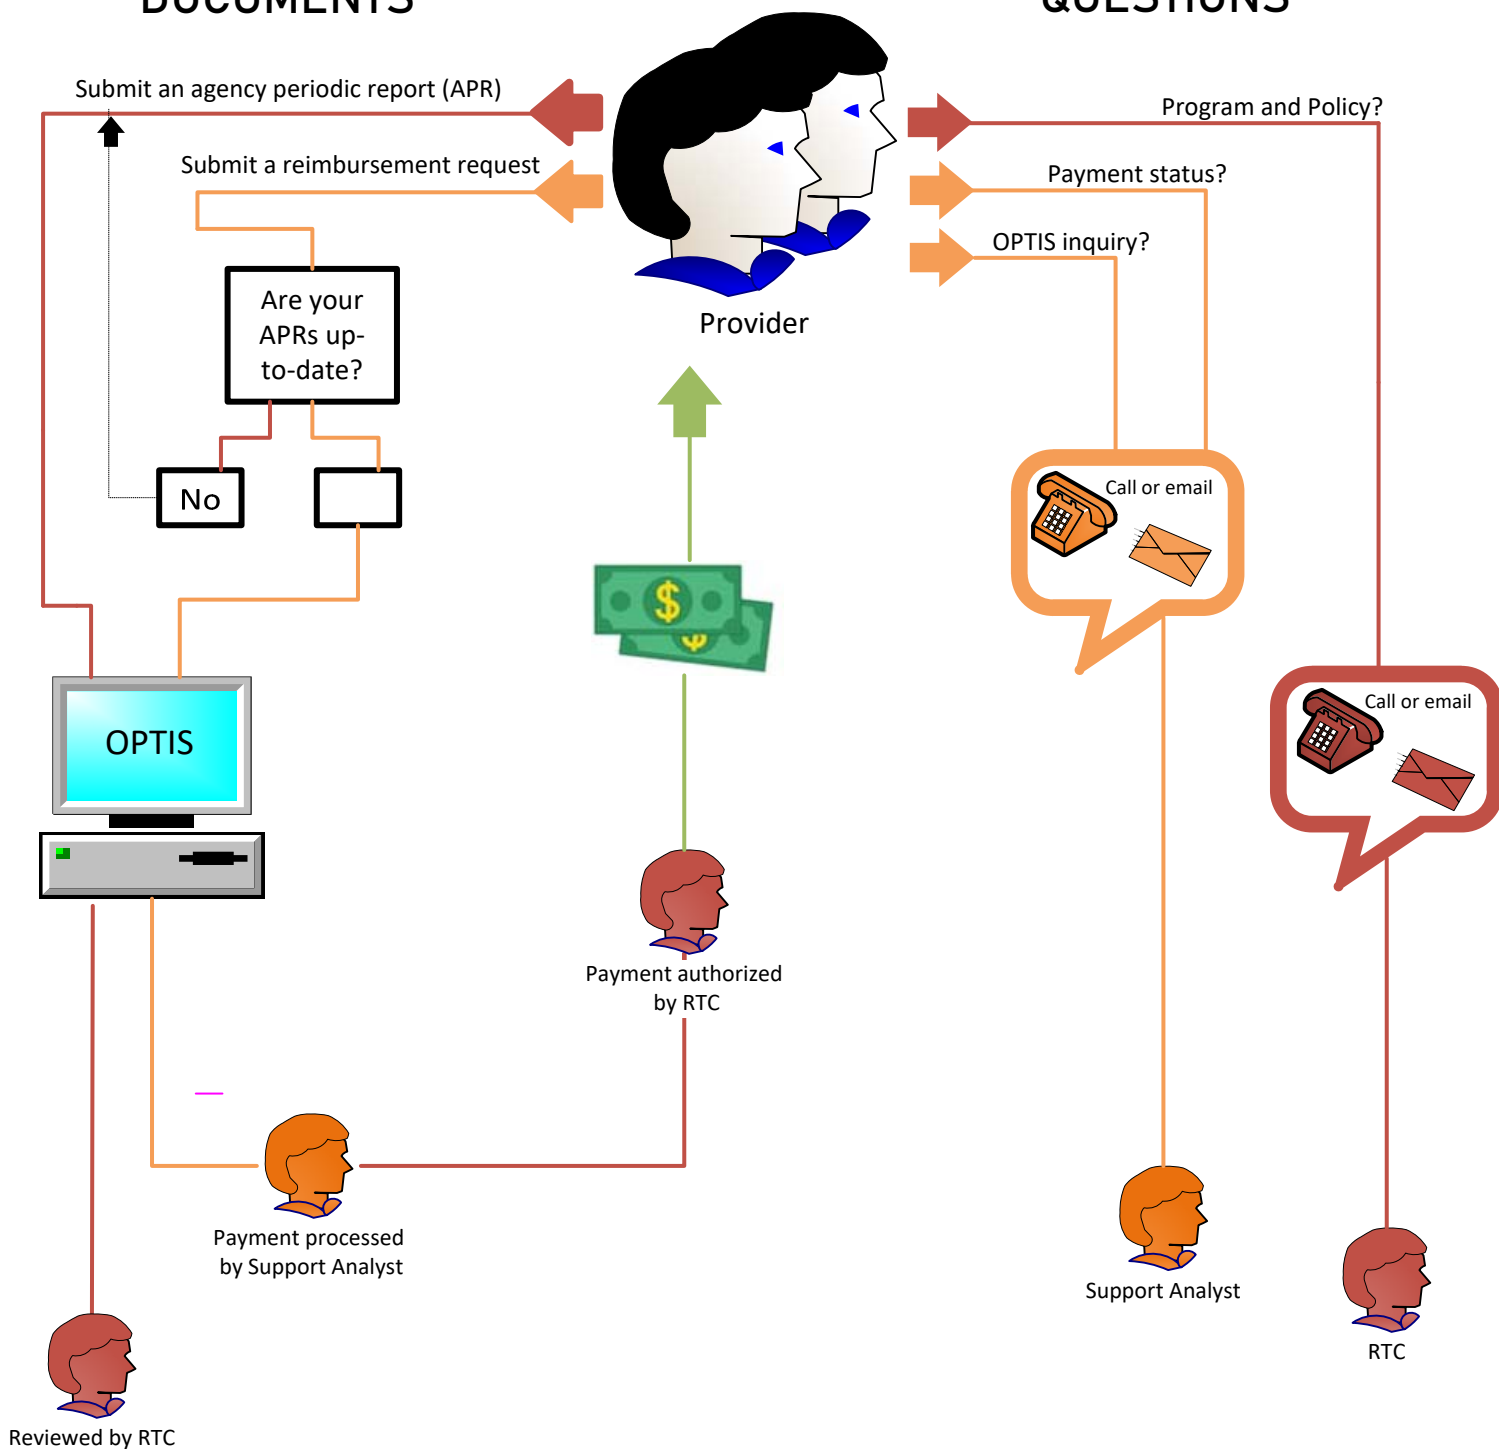 DOCUMENTS
QUESTIONS
Submit an agency periodic report (APR)
Submit a reimbursement request
Are your
APRs up-
to-date?
No
Provider
Program and Policy?
Payment status?
OPTIS inquiry?
Call or email
Call or email
OPTIS
Payment authorized
by RTC
Payment processed
by Support Analyst
Support Analyst
RTC
Reviewed by RTC